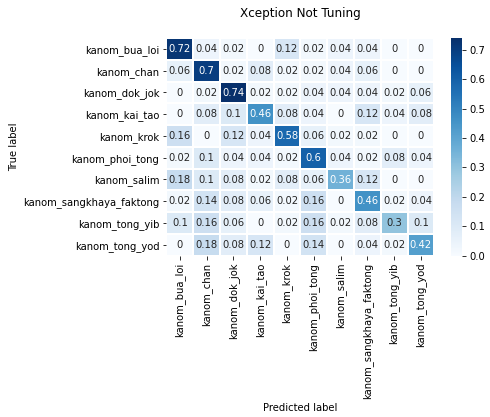 Xception Not Tuning
True label
kanom_bua_loi 0.72 0.04 0.02 0 0.12 0.02 0.04 0.04 0 0
kanom_chan 0.06 0.7 0.02 0.08 0.02 0.02 0.04 0.06 0 0
kanom_dok_jok 0 0.02 0.74 0.02 0.02 0.04 0.04 0.04 0.02 0.06
kanom_kai_tao 0 0.08 0.1 0.46 0.08 0.04 0 0.12 0.04 0.08
kanom_krok 0.16 0 0.12 0.04 0.58 0.06 0.02 0.02 0 0
kanom_phoi_tong 0.02 0.1 0.04 0.04 0.02 0.6 0.04 0.02 0.08 0.04
kanom_salim 0.18 0.1 0.08 0.02 0.08 0.06 0.36 0.12 0 0
kanom_sangkhaya_faktong 0.02 0.14 0.08 0.06 0.02 0.16 0 0.46 0.02 0.04
kanom_tong_yib 0.1 0.16 0.06 0 0.02 0.16 0.02 0.08 0.3 0.1
kanom_tong_yod 0 0.18 0.08 0.12 0 0.14 0 0.04 0.02 0.42
kanom_bua_loi
kanom_chan
kanom_dok_jok
kanom_kai_tao
kanom_krok
kanom_phoi_tong
kanom_salim
kanom_sangkhaya_faktong
kanom_tong_yib
kanom_tong_yod
Predicted label
0.7
0.6
0.5
0.4
0.3
0.2
0.1
0.0